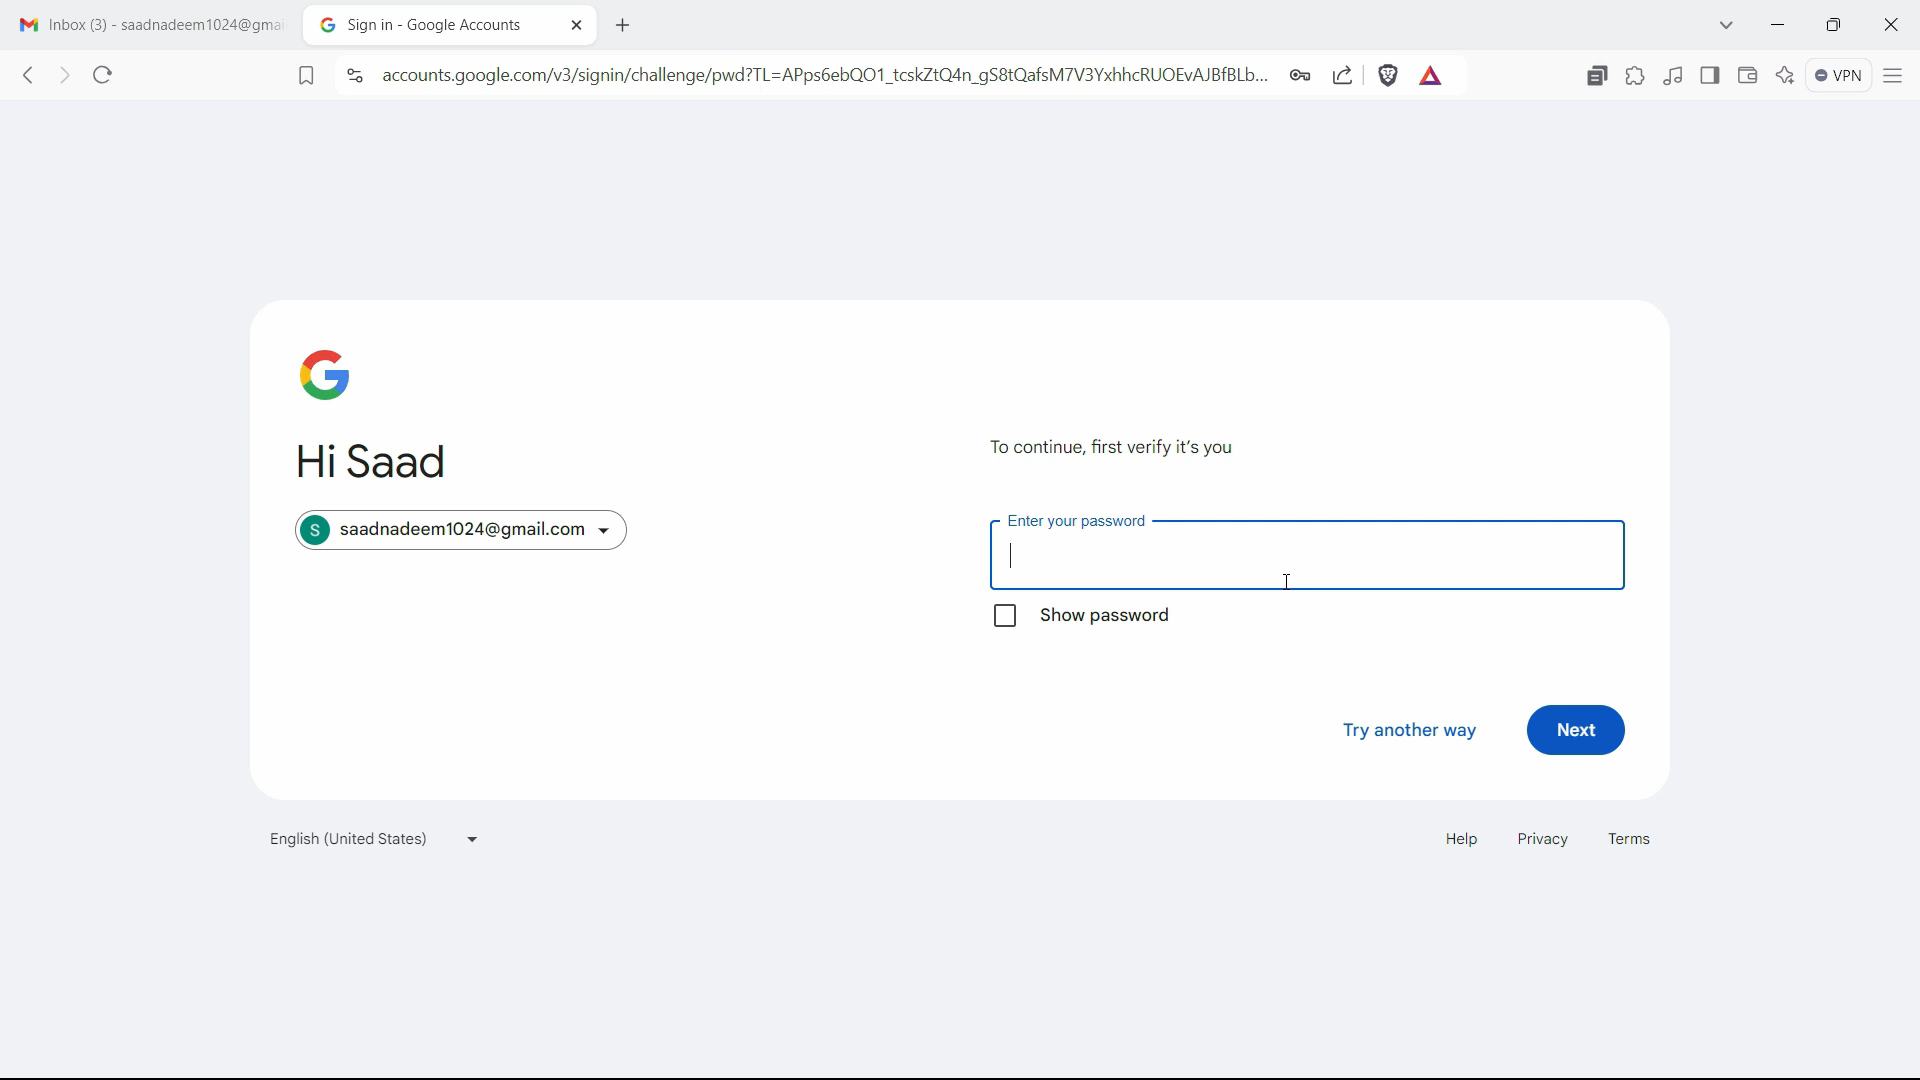 Inbox (3) - saadnadeem1024@gmai
Sign in - Google Accounts
accounts.google.com/v3/signin/challenge/pwd?TL=APps6ebQO1_tcskZtQ4n_gS8tQafsM7V3YxhhcRUOEvAJBfBLb...
VPN
Hi Saad
S
saadnadeem1024@gmail.com
To continue, first verify it's you
Enter your password
Show password
Try another way
Next
English (United States)
Help
Privacy
Terms